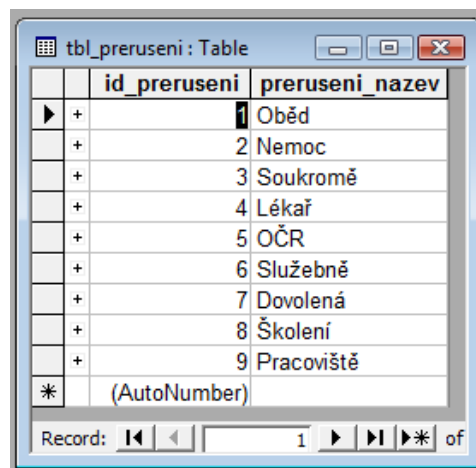 tbl_preruseni : Table
id_preruseni preruseni_nazev
1 Oběd
2 Nemoc
3 Soukromě
4 Lékař
5 OČR
6 Služebně
7 Dovolená
8 Školení
9 Pracoviště
(AutoNumber)
Record: 1 of